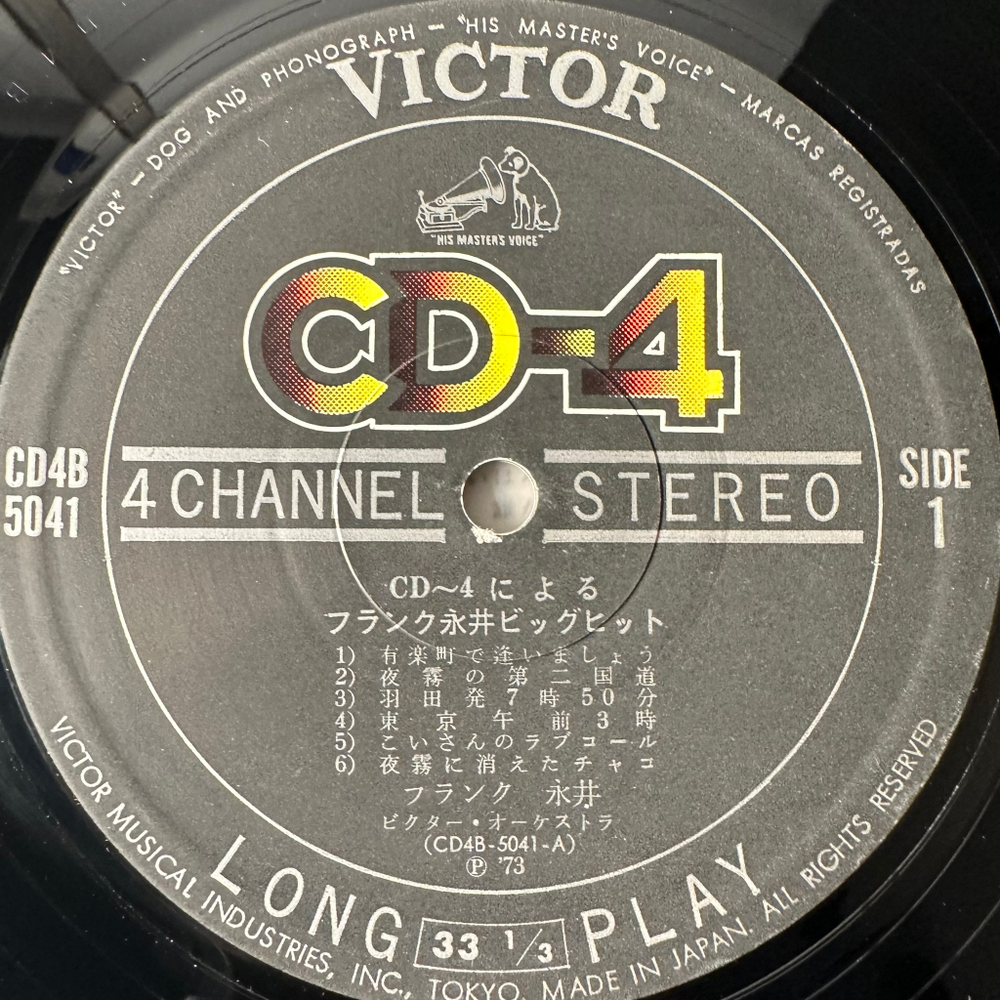 "VICTOR" – DOG AND PHONOGRAPH – "HIS MASTER'S VOICE" – MARCAS REGISTRADAS
VICTOR
"HIS MASTER'S VOICE"
CD-4
CD4B
5041
4 CHANNEL STEREO
SIDE
1
CD〜4 による
フランク永井ビッグヒット
1) 有楽町で逢いましょう
2) 夜霧の第二国道
3) 羽田発7時50分
4) 東京午前3時
5) こいさんのラブコール
6) 夜霧に消えたチャコ
フランク 永井
ビクター・オーケストラ
(CD4B-5041-A)
Ⓟ '73
LONG 33 1/3 PLAY
VICTOR MUSICAL INDUSTRIES, INC., TOKYO, MADE IN JAPAN. ALL RIGHTS RESERVED